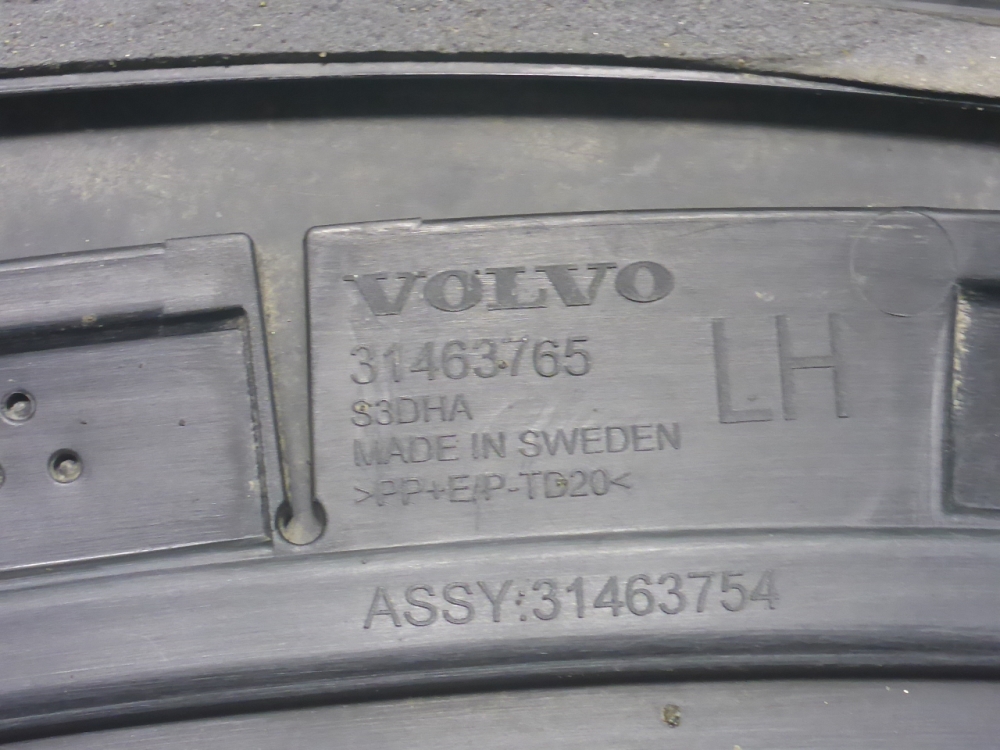 VOLVO
31463765
LH
S3DHA
MADE IN SWEDEN
>PP+E/P-TD20<
ASSY:31463754